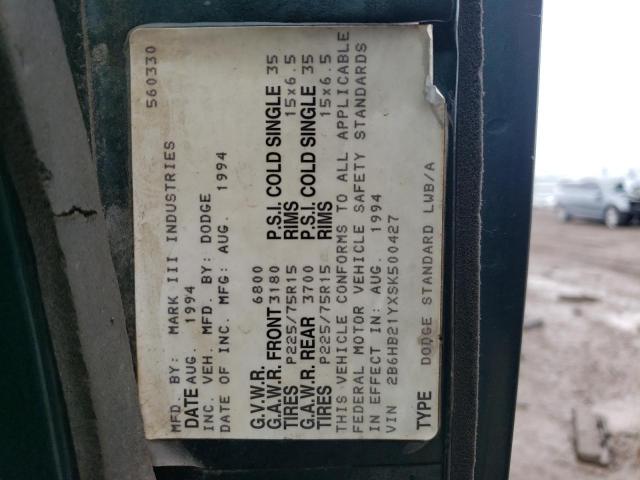 560330
MFD. BY: MARK III INDUSTRIES
DATE AUG. 1994
INC. VEH. MFD. BY: DODGE
DATE OF INC. MFG: AUG. 1994
G.V.W.R. 6800
G.A.W.R. FRONT 3180 P.S.I. COLD SINGLE 35
TIRES P225/75R15 RIMS 15x6.5
G.A.W.R. REAR 3700 P.S.I. COLD SINGLE 35
TIRES P225/75R15 RIMS 15x6.5
THIS VEHICLE CONFORMS TO ALL APPLICABLE
FEDERAL MOTOR VEHICLE SAFETY STANDARDS
IN EFFECT IN: AUG. 1994
VIN 2B6HB21YXSK500427
TYPE DODGE STANDARD LWB/A